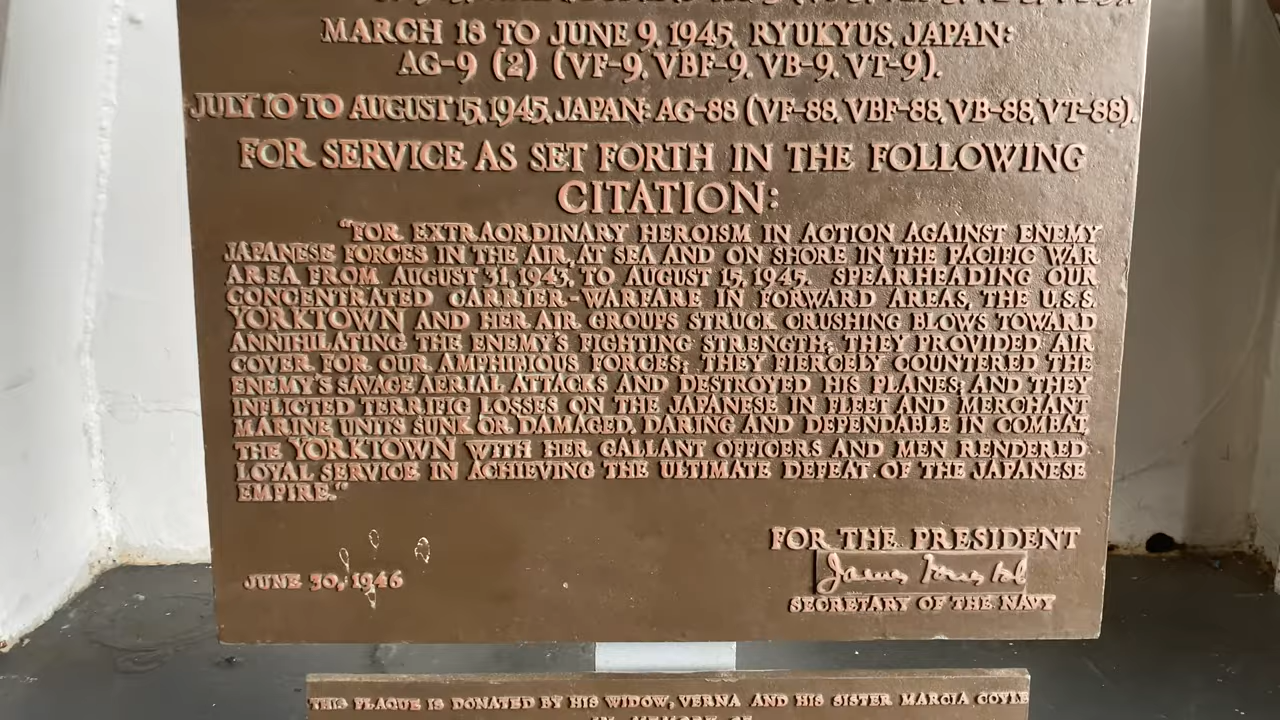 MARCH 18 TO JUNE 9, 1945, RYUKYUS, JAPAN:
AG-9 (2) (VF-9, VBF-9, VB-9, VT-9).
JULY 10 TO AUGUST 15, 1945, JAPAN: AG-88 (VF-88, VBF-88, VB-88, VT-88).
FOR SERVICE AS SET FORTH IN THE FOLLOWING
CITATION:
"FOR EXTRAORDINARY HEROISM IN ACTION AGAINST ENEMY
JAPANESE FORCES IN THE AIR, AT SEA AND ON SHORE IN THE PACIFIC WAR
AREA FROM AUGUST 31, 1943, TO AUGUST 15, 1945. SPEARHEADING OUR
CONCENTRATED CARRIER-WARFARE IN FORWARD AREAS, THE U.S.S.
YORKTOWN AND HER AIR GROUPS STRUCK CRUSHING BLOWS TOWARD
ANNIHILATING THE ENEMY'S FIGHTING STRENGTH; THEY PROVIDED AIR
COVER FOR OUR AMPHIBIOUS FORCES; THEY FIERCELY COUNTERED THE
ENEMY'S SAVAGE AERIAL ATTACKS AND DESTROYED HIS PLANES; AND THEY
INFLICTED TERRIFIC LOSSES ON THE JAPANESE IN FLEET AND MERCHANT
MARINE UNITS SUNK OR DAMAGED. DARING AND DEPENDABLE IN COMBAT,
THE YORKTOWN WITH HER GALLANT OFFICERS AND MEN RENDERED
LOYAL SERVICE IN ACHIEVING THE ULTIMATE DEFEAT OF THE JAPANESE
EMPIRE."
FOR THE PRESIDENT
James Forrestal
JUNE 30, 1946
SECRETARY OF THE NAVY
THIS PLAQUE IS DONATED BY HIS WIDOW, VERNA AND HIS SISTER MARCIA COYLE
IN MEMORY OF